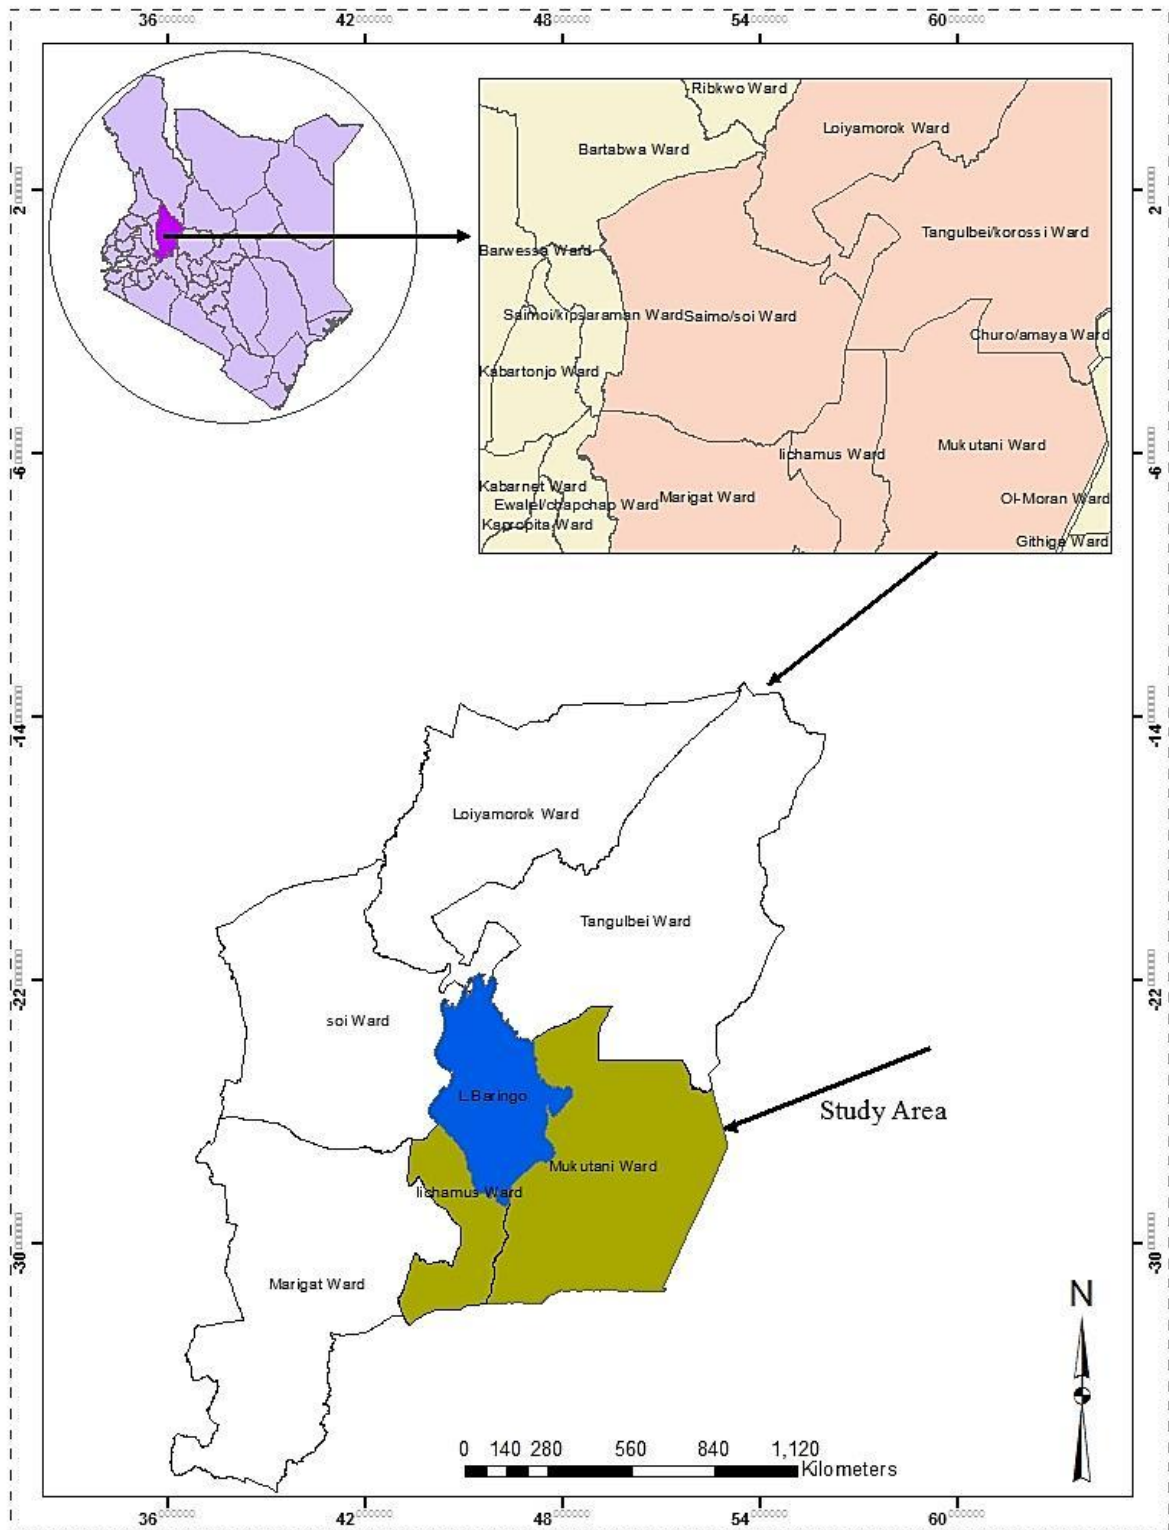 36 42 48 54 60
2 2
-6 -6
-14 -14
-22 -22
-30 -30
Ribkwo Ward
Loiyamorok Ward
Bartabwa Ward
Tangulbei/korossi Ward
Barwessa Ward
Saimoi/kipsaraman Ward
Saimo/soi Ward
Churo/amaya Ward
Kabartonjo Ward
Mukutani Ward
lichamus Ward
Kabarnet Ward
Ewalel/chapchap Ward
Marigat Ward
Ol-Moran Ward
Kapropita Ward
Githiga Ward
Loiyamorok Ward
Tangulbei Ward
soi Ward
L.Baringo
Study Area
Mukutani Ward
lichamus Ward
Marigat Ward
N
0 140 280 560 840 1,120
Kilometers
36 42 48 54 60